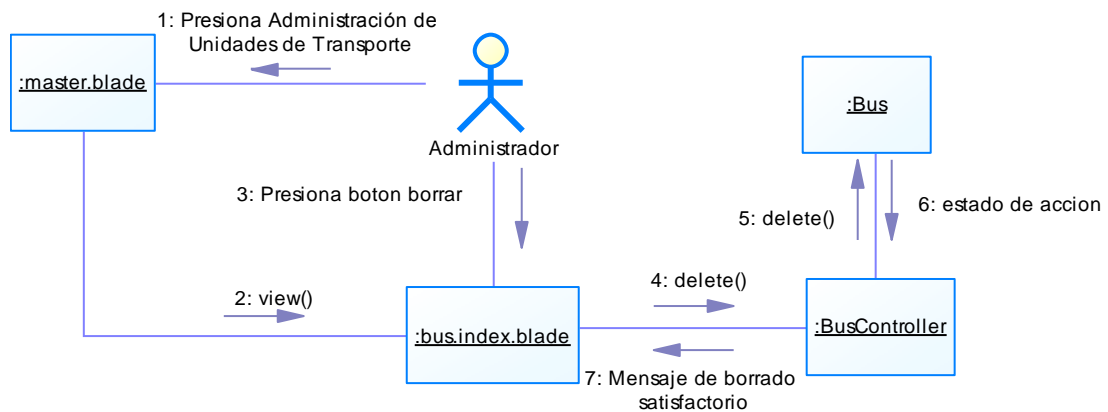 1: Presiona Administración de
Unidades de Transporte
:master.blade
Administrador
:Bus
3: Presiona boton borrar
5: delete()
6: estado de accion
2: view()
4: delete()
:bus.index.blade
:BusController
7: Mensaje de borrado
satisfactorio